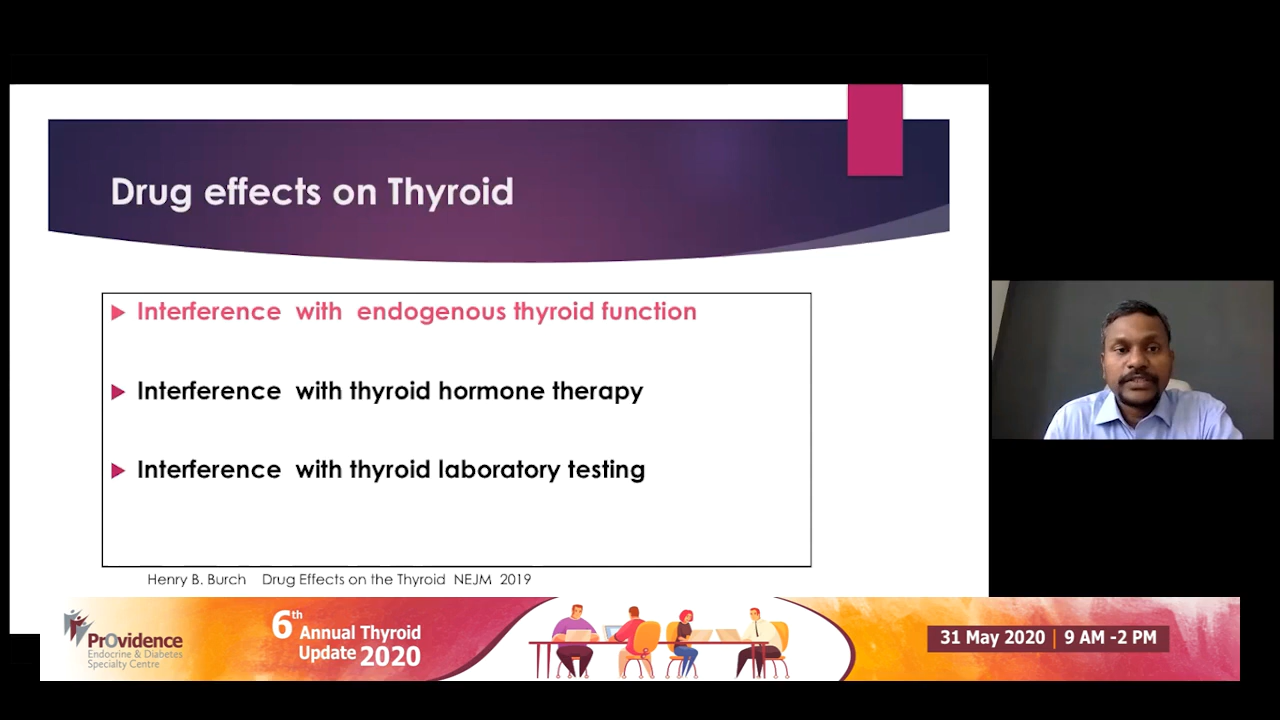 Drug effects on Thyroid
Interference with endogenous thyroid function
Interference with thyroid hormone therapy
Interference with thyroid laboratory testing
Henry B. Burch Drug Effects on the Thyroid NEJM 2019
PrOvidence
Endocrine & Diabetes
Specialty Centre
6th
Annual Thyroid
Update 2020
31 May 2020 | 9 AM -2 PM